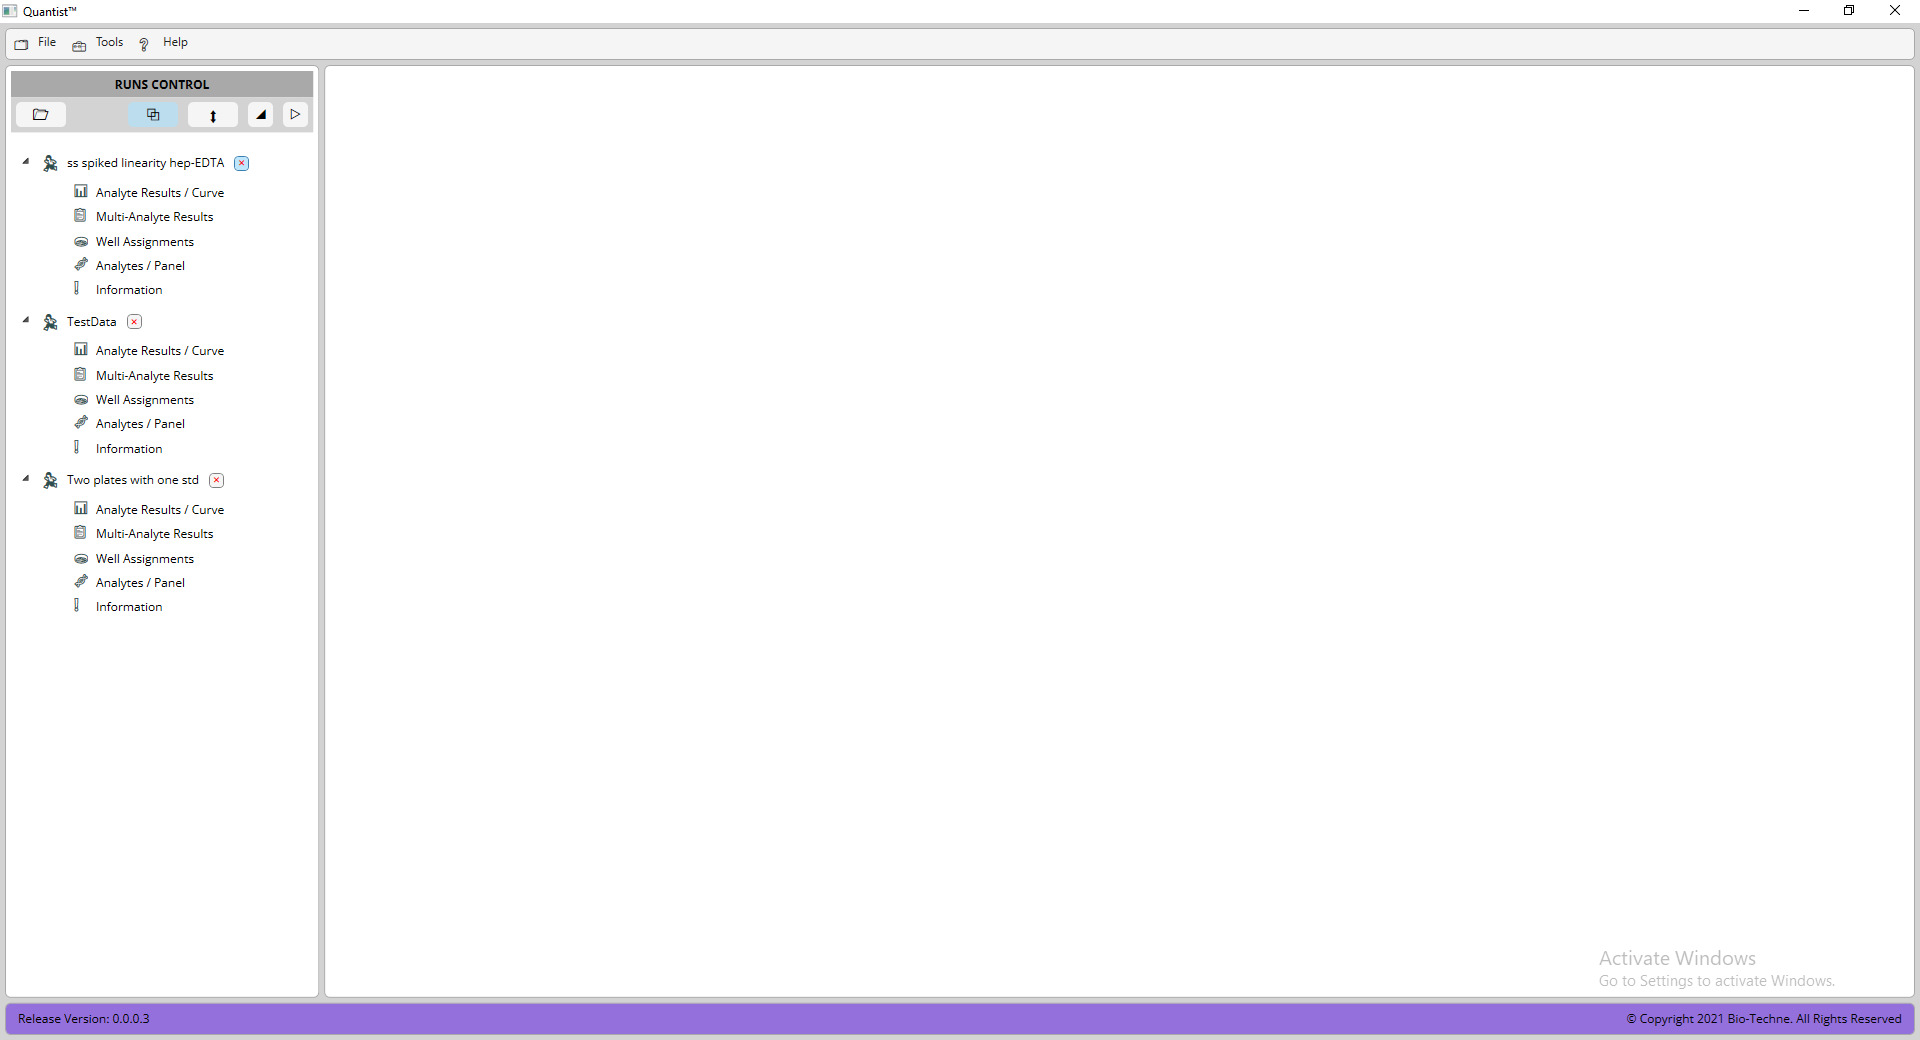 Quantist™
File Tools Help
RUNS CONTROL
ss spiked linearity hep-EDTA
Analyte Results / Curve
Multi-Analyte Results
Well Assignments
Analytes / Panel
Information
TestData
Analyte Results / Curve
Multi-Analyte Results
Well Assignments
Analytes / Panel
Information
Two plates with one std
Analyte Results / Curve
Multi-Analyte Results
Well Assignments
Analytes / Panel
Information
Activate Windows
Go to Settings to activate Windows.
Release Version: 0.0.0.3
© Copyright 2021 Bio-Techne. All Rights Reserved